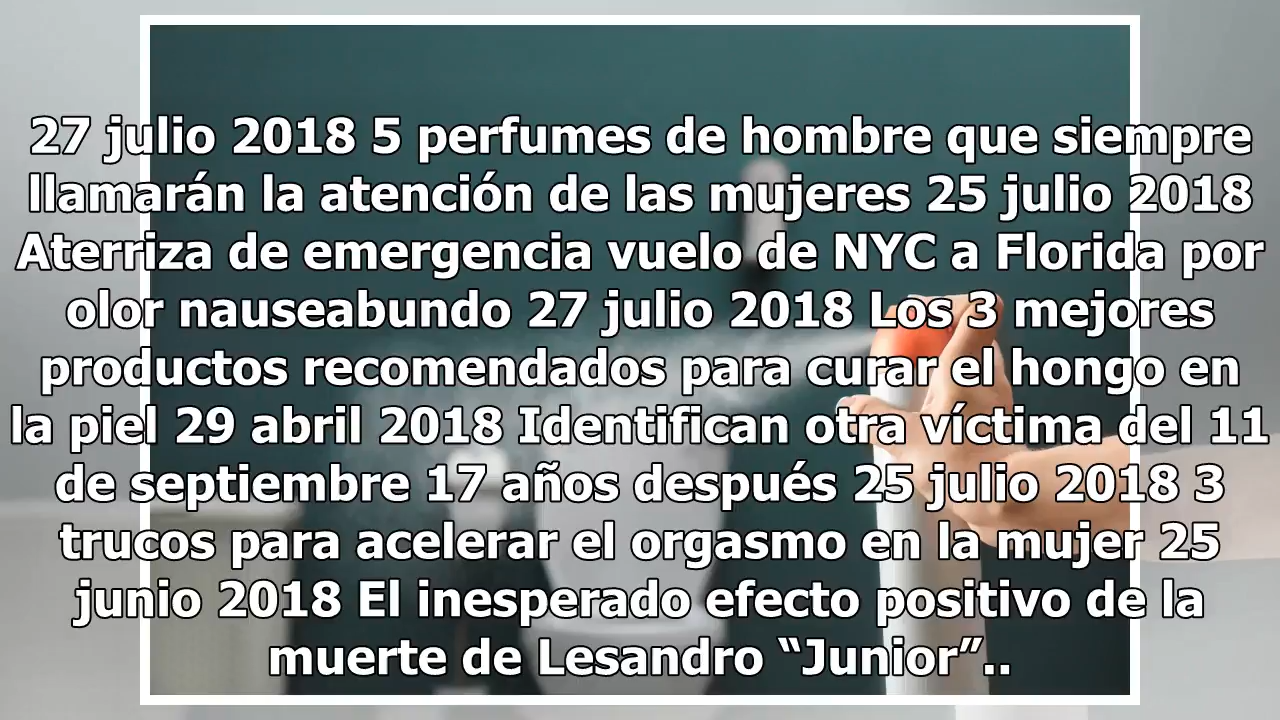 27 julio 2018 5 perfumes de hombre que siempre
llamarán la atención de las mujeres 25 julio 2018
Aterriza de emergencia vuelo de NYC a Florida por
olor nauseabundo 27 julio 2018 Los 3 mejores
productos recomendados para curar el hongo en
la piel 29 abril 2018 Identifican otra víctima del 11
de septiembre 17 años después 25 julio 2018 3
trucos para acelerar el orgasmo en la mujer 25
junio 2018 El inesperado efecto positivo de la
muerte de Lesandro “Junior”..